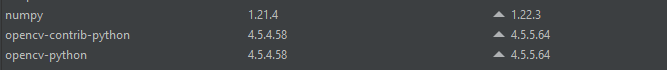 numpy 1.21.4 1.22.3
opencv-contrib-python 4.5.4.58 4.5.5.64
opencv-python 4.5.4.58 4.5.5.64